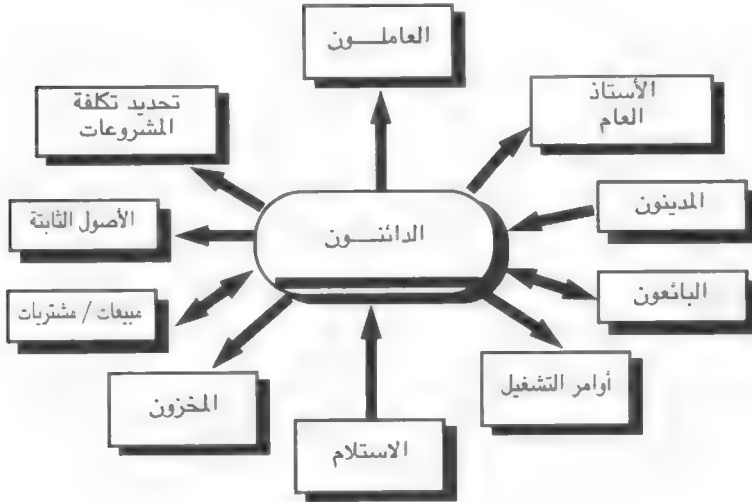 العاملـــون
تحديد تكلفة
المشروعات
الأستاذ
العام
الأصول الثابتة
الدائنـــون
المدينون
مبيعات / مشتريات
البائعون
المخزون
الاستلام
أوامر التشغيل